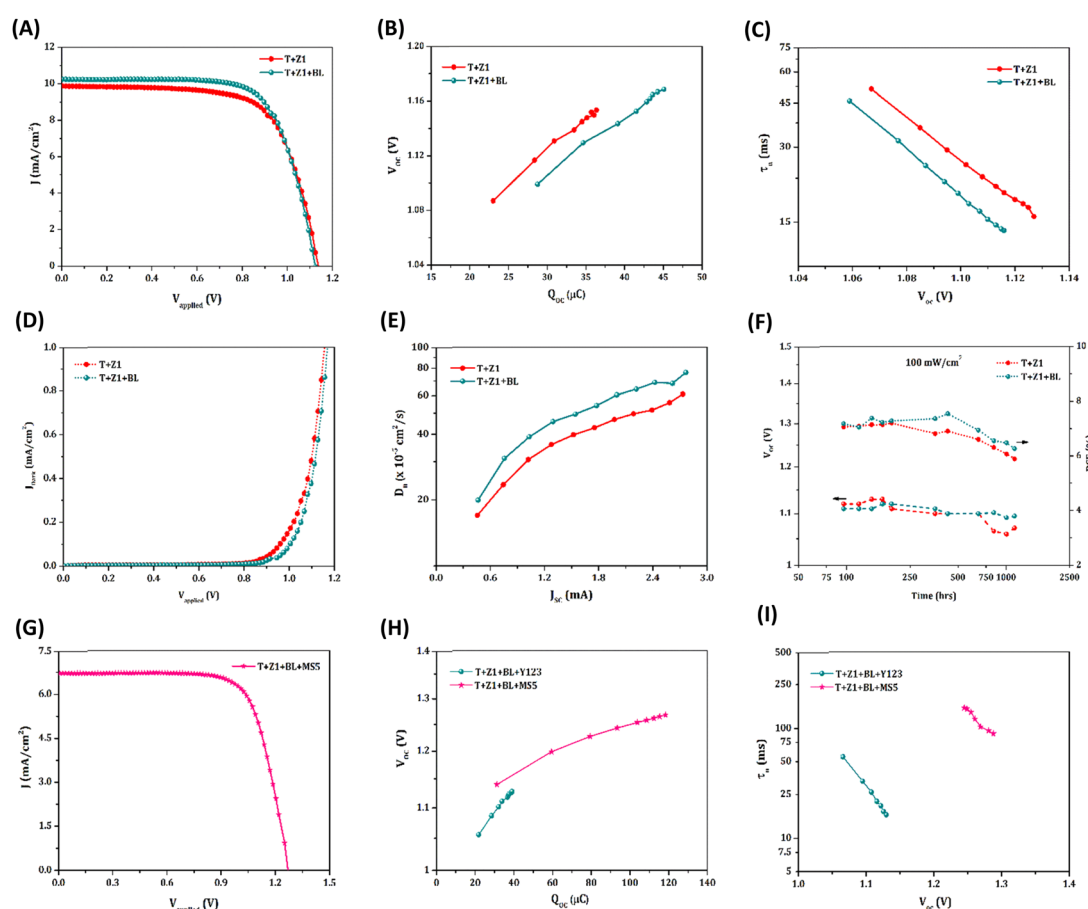 (A)
T+Z1
T+Z1+BL
J (mA/cm²)
12
10
8
6
4
2
0
0.0 0.2 0.4 0.6 0.8 1.0 1.2
V_applied (V)
(B)
T+Z1
T+Z1+BL
V_OC (V)
1.20
1.16
1.12
1.08
1.04
15 20 25 30 35 40 45 50
Q_OC (µC)
(C)
T+Z1
T+Z1+BL
τ_n (ms)
75
60
45
30
15
1.04 1.06 1.08 1.10 1.12 1.14
V_oc (V)
(D)
T+Z1
T+Z1+BL
1.0
0.8
0.6
0.4
0.2
0.0
0.0 0.2 0.4 0.6 0.8 1.0 1.2
V_applied (V)
(E)
T+Z1
T+Z1+BL
D_n (x 10⁻⁵ cm²/s)
100
80
60
40
20
0.6 1.2 1.8 2.4 3.0
J_SC (mA)
(F)
100 mW/cm²
T+Z1
T+Z1+BL
V_OC (V)
1.5
1.4
1.3
1.2
1.1
1
10
8
6
4
2
50 75 100 250 500 750 1000 2500
Time (hrs)
(G)
T+Z1+BL+MS5
J (mA/cm²)
7.5
6.0
4.5
3.0
1.5
0.0
0.0 0.3 0.6 0.9 1.2 1.5
(H)
T+Z1+BL+Y123
T+Z1+BL+MS5
V_OC (V)
1.4
1.3
1.2
1.1
1
0 20 40 60 80 100 120 140
Q_OC (µC)
(I)
T+Z1+BL+Y123
T+Z1+BL+MS5
τ_n (ms)
500
250
100
75
50
25
10
7.5
5
1.0 1.1 1.2 1.3 1.4
V_OC (V)